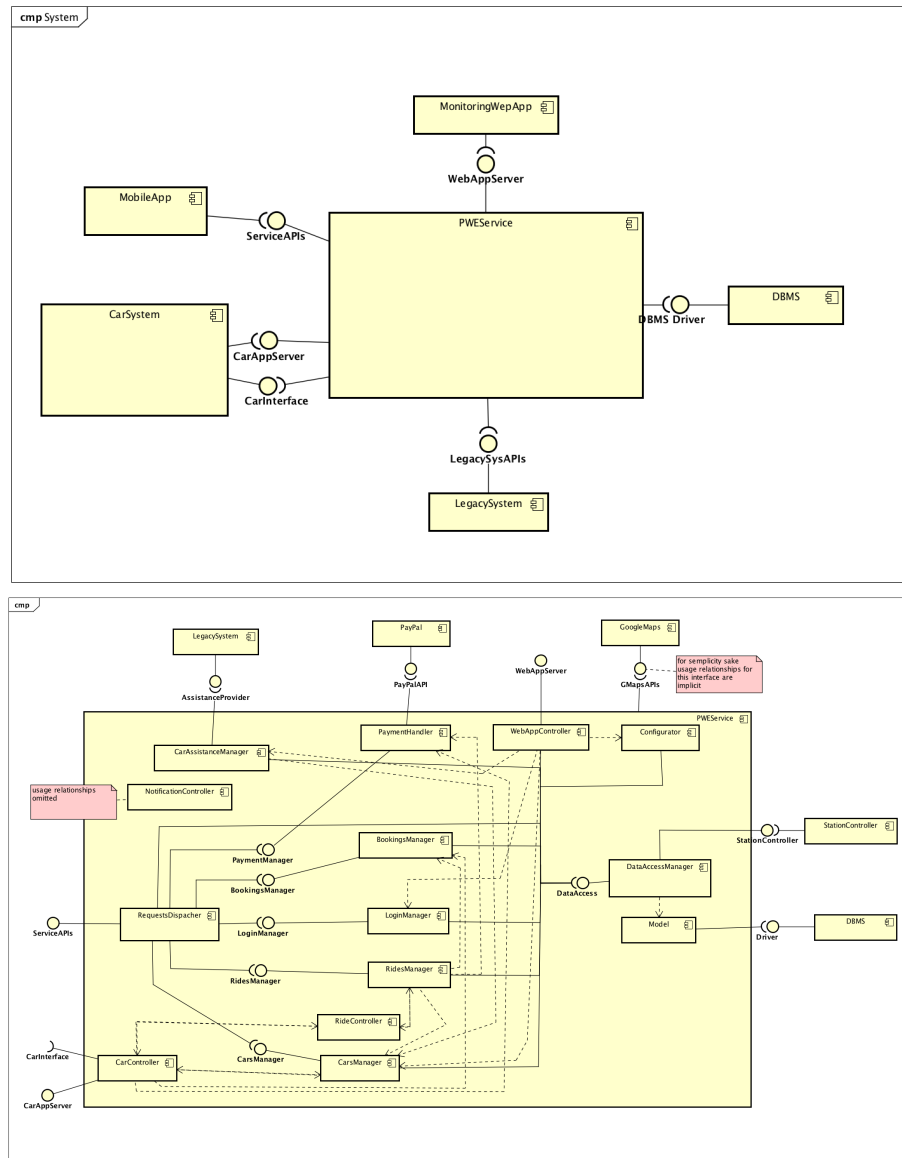 cmp System
MonitoringWepApp
WebAppServer
MobileApp
ServiceAPIs
PWEService
CarSystem
CarAppServer
CarInterface
DBMS
DBMS Driver
LegacySysAPIs
LegacySystem
cmp
LegacySystem
PayPal
GoogleMaps
WebAppServer
for semplicity sake
usage relationships for
this interface are
implicit
AssistanceProvider
PayPalAPI
GMapsAPIs
PWEService
PaymentHandler
WebAppController
Configurator
CarAssistanceManager
usage relationships
omitted
NotificationController
StationController
StationController
PaymentManager
BookingsManager
DataAccessManager
BookingsManager
DataAccess
RequestsDispacher
LoginManager
Model
DBMS
ServiceAPIs
LoginManager
Driver
RidesManager
RidesManager
RideController
CarInterface
CarsManager
CarController
CarsManager
CarAppServer